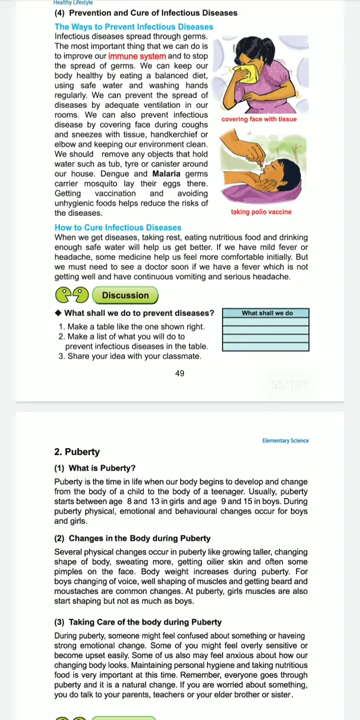 Healthy Lifestyle
(4) Prevention and Cure of Infectious Diseases
The Ways to Prevent Infectious Diseases
Infectious diseases spread through germs.
The most important thing that we can do is
to improve our immune system and to stop
the spread of germs. We can keep our
body healthy by eating a balanced diet,
using safe water and washing hands
regularly. We can prevent the spread of
diseases by adequate ventilation in our
rooms. We can also prevent infectious
disease by covering face during coughs
and sneezes with tissue, handkerchief or
elbow and keeping our environment clean.
We should remove any objects that hold
water such as tub, tyre or canister around
our house. Dengue and Malaria germs
carrier mosquito lay their eggs there.
Getting vaccination and avoiding
unhygienic foods helps reduce the risks of
the diseases.
covering face with tissue
taking polio vaccine
How to Cure Infectious Diseases
When we get diseases, taking rest, eating nutritious food and drinking
enough safe water will help us get better. If we have mild fever or
headache, some medicine help us feel more comfortable initially. But
we must need to see a doctor soon if we have a fever which is not
getting well and have continuous vomiting and serious headache.
Discussion
◆ What shall we do to prevent diseases?
1. Make a table like the one shown right.
2. Make a list of what you will do to
prevent infectious diseases in the table.
3. Share your idea with your classmate.
What shall we do
49
55/107
Elementary Science
2. Puberty
(1) What is Puberty?
Puberty is the time in life when our body begins to develop and change
from the body of a child to the body of a teenager. Usually, puberty
starts between age 8 and 13 in girls and age 9 and 15 in boys. During
puberty physical, emotional and behavioural changes occur for boys
and girls.
(2) Changes in the Body during Puberty
Several physical changes occur in puberty like growing taller, changing
shape of body, sweating more, getting oilier skin and often some
pimples on the face. Body weight increases during puberty. For
boys changing of voice, well shaping of muscles and getting beard and
moustaches are common changes. At puberty, girls muscles are also
start shaping but not as much as boys.
(3) Taking Care of the body during Puberty
During puberty, someone might feel confused about something or haveing
strong emotional change. Some of you might feel overly sensitive or
become upset easily. Some of us also may feel anxious about how our
changing body looks. Maintaining personal hygiene and taking nutritious
food is very important at this time. Remember, everyone goes through
puberty and it is a natural change. If you are worried about something,
you do talk to your parents, teachers or your elder brother or sister.